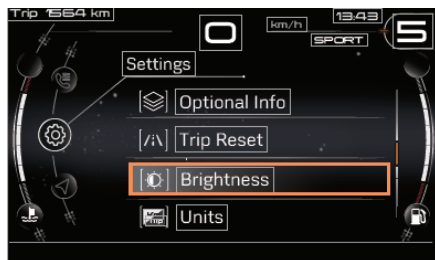 Trip 1564 km
0
km/h
13:43
SPORT
5
Settings
Optional Info
Trip Reset
Brightness
Units